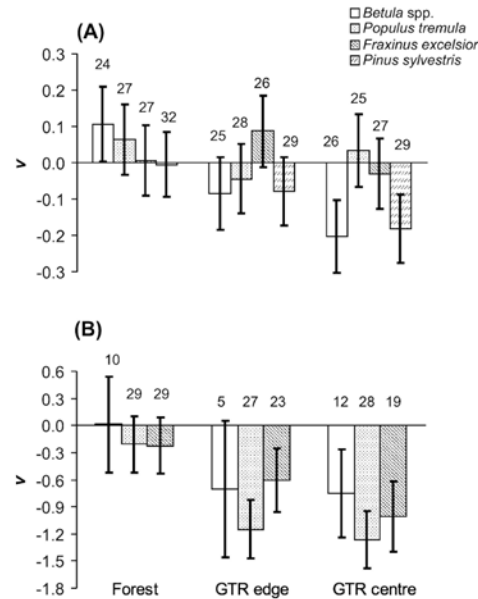 Betula spp.
Populus tremula
Fraxinus excelsior
Pinus sylvestris
(A)
0.3
0.2
0.1
0.0
-0.1
-0.2
-0.3
v
24 27 27 32
25 28 26 29
26 25 27 29
(B)
0.6
0.3
0.0
-0.3
-0.6
-0.9
-1.2
-1.5
-1.8
v
10 29 29
5 27 23
12 28 19
Forest GTR edge GTR centre